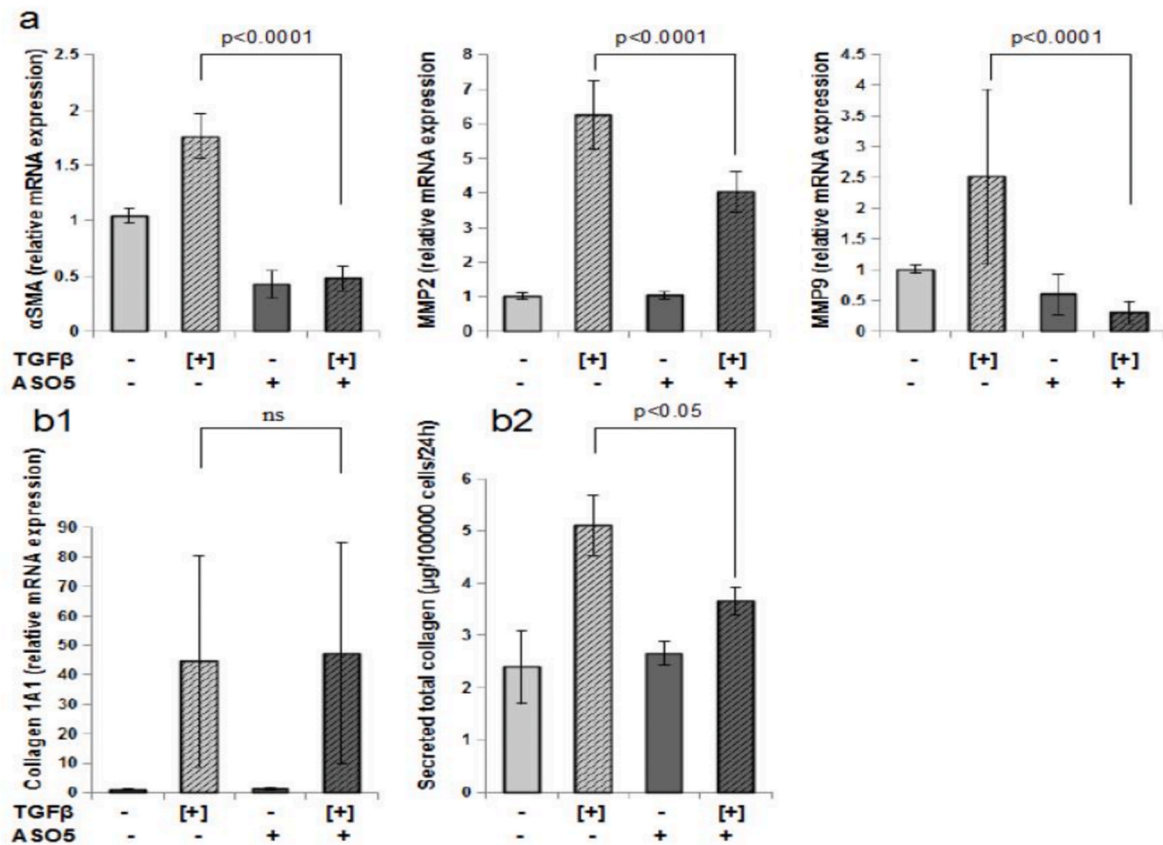 a
p<0.0001
p<0.0001
p<0.0001
αSMA (relative mRNA expression)
2.5
2
1.5
1
0.5
0
MMP2 (relative mRNA expression
8
7
6
5
4
3
2
1
0
MMP9 (relative mRNA expression
4.5
4
3.5
3
2.5
2
1.5
1
0.5
0
TGFβ - [+] - [+] - [+] - [+] - [+] - [+]
ASO5 - - + + - - + + - - + +
b1
ns
b2
p<0.05
Collagen 1A1 (relative mRNA expression)
90
80
70
60
50
40
30
20
10
0
Secreted total collagen (µg/100000 cells/24h)
6
5
4
3
2
1
0
TGFβ - [+] - [+] - [+] - [+]
ASO5 - - + + - - + +